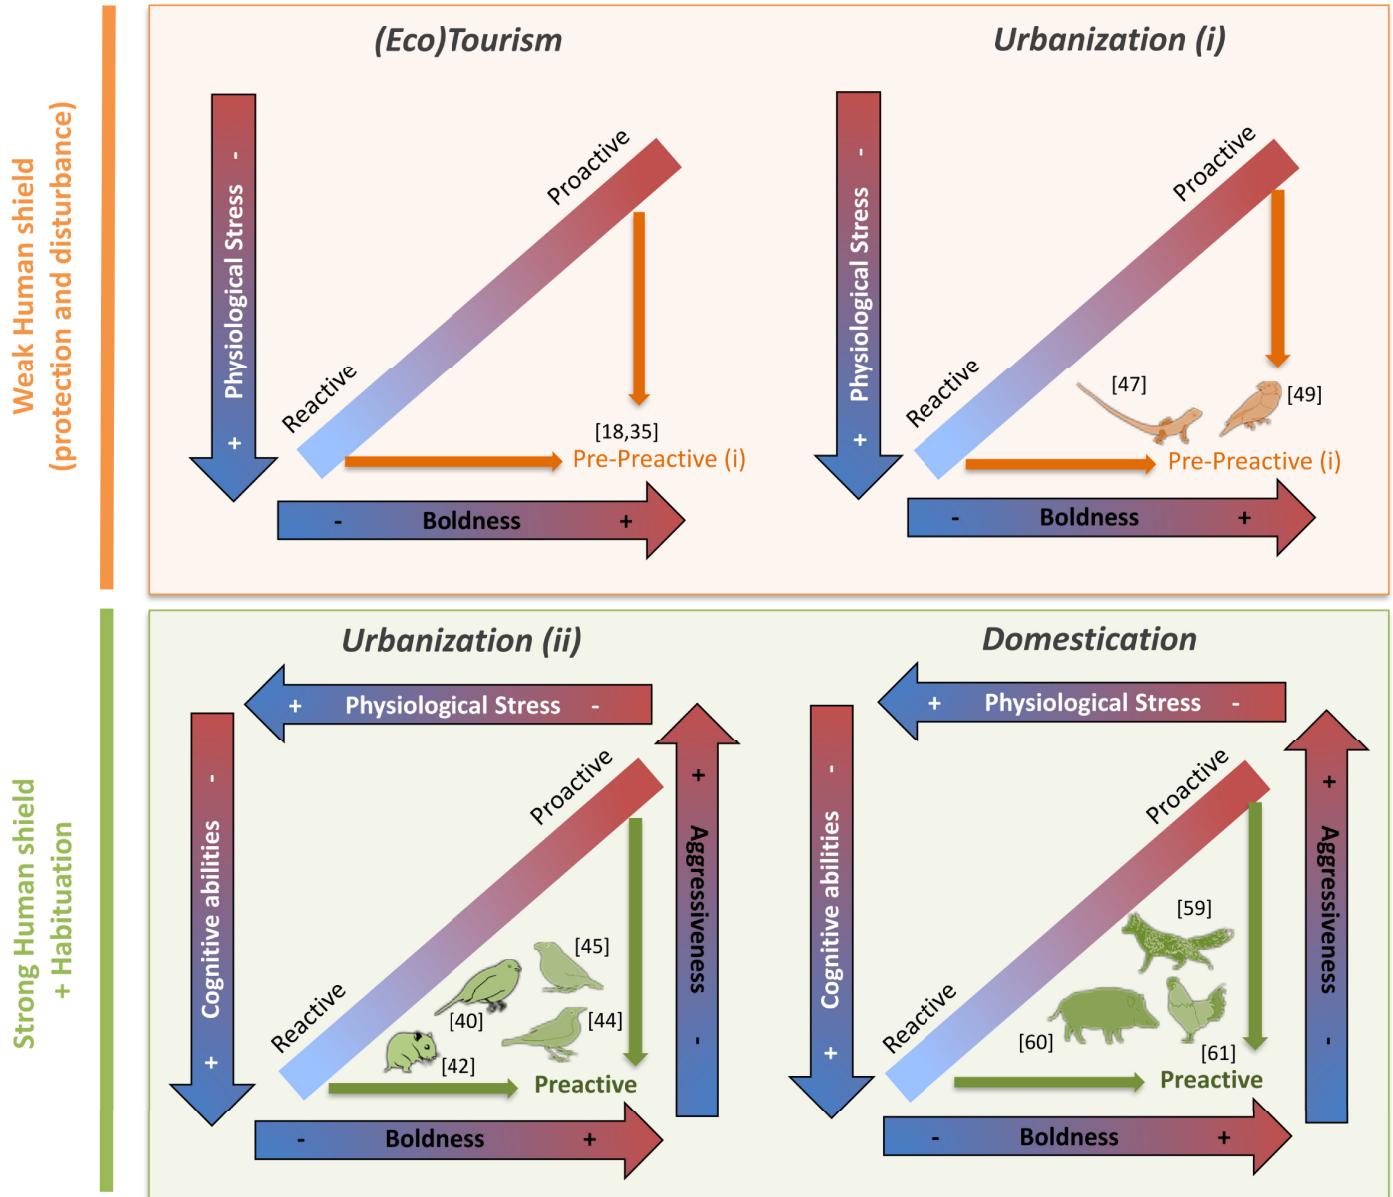 Weak Human shield
(protection and disturbance)
(Eco)Tourism
- Physiological Stress +
Proactive
Reactive
[18,35]
Pre-Preactive (i)
- Boldness +
Urbanization (i)
- Physiological Stress +
Proactive
Reactive
[47]
[49]
Pre-Preactive (i)
- Boldness +
Strong Human shield
+ Habituation
Urbanization (ii)
+ Physiological Stress -
- Cognitive abilities +
+ Aggressiveness -
Proactive
Reactive
[45]
[40]
[44]
[42]
Preactive
- Boldness +
Domestication
+ Physiological Stress -
- Cognitive abilities +
+ Aggressiveness -
Proactive
Reactive
[59]
[60]
[61]
Preactive
- Boldness +